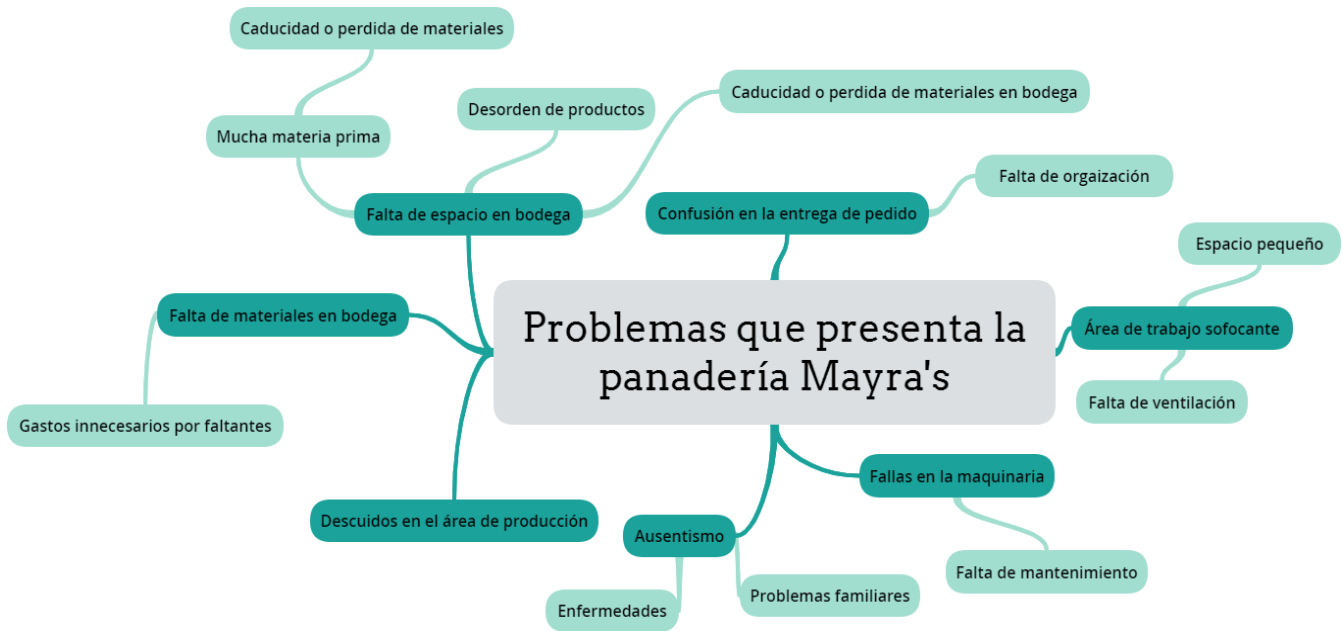 Caducidad o perdida de materiales
Mucha materia prima
Desorden de productos
Caducidad o perdida de materiales en bodega
Falta de espacio en bodega
Confusión en la entrega de pedido
Falta de orgaización
Espacio pequeño
Área de trabajo sofocante
Falta de ventilación
Falta de materiales en bodega
Gastos innecesarios por faltantes
Problemas que presenta la
panadería Mayra's
Descuidos en el área de producción
Ausentismo
Enfermedades
Problemas familiares
Fallas en la maquinaria
Falta de mantenimiento